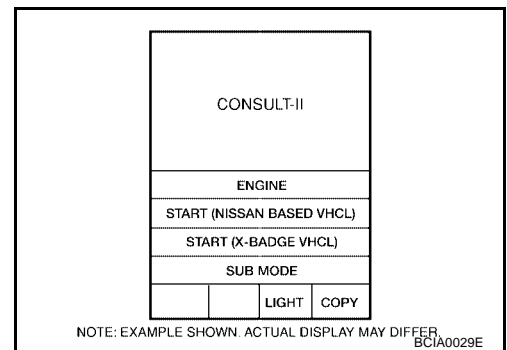 CONSULT-II
ENGINE
START (NISSAN BASED VHCL)
START (X-BADGE VHCL)
SUB MODE
LIGHT COPY
NOTE: EXAMPLE SHOWN. ACTUAL DISPLAY MAY DIFFER.
BCIA0029E